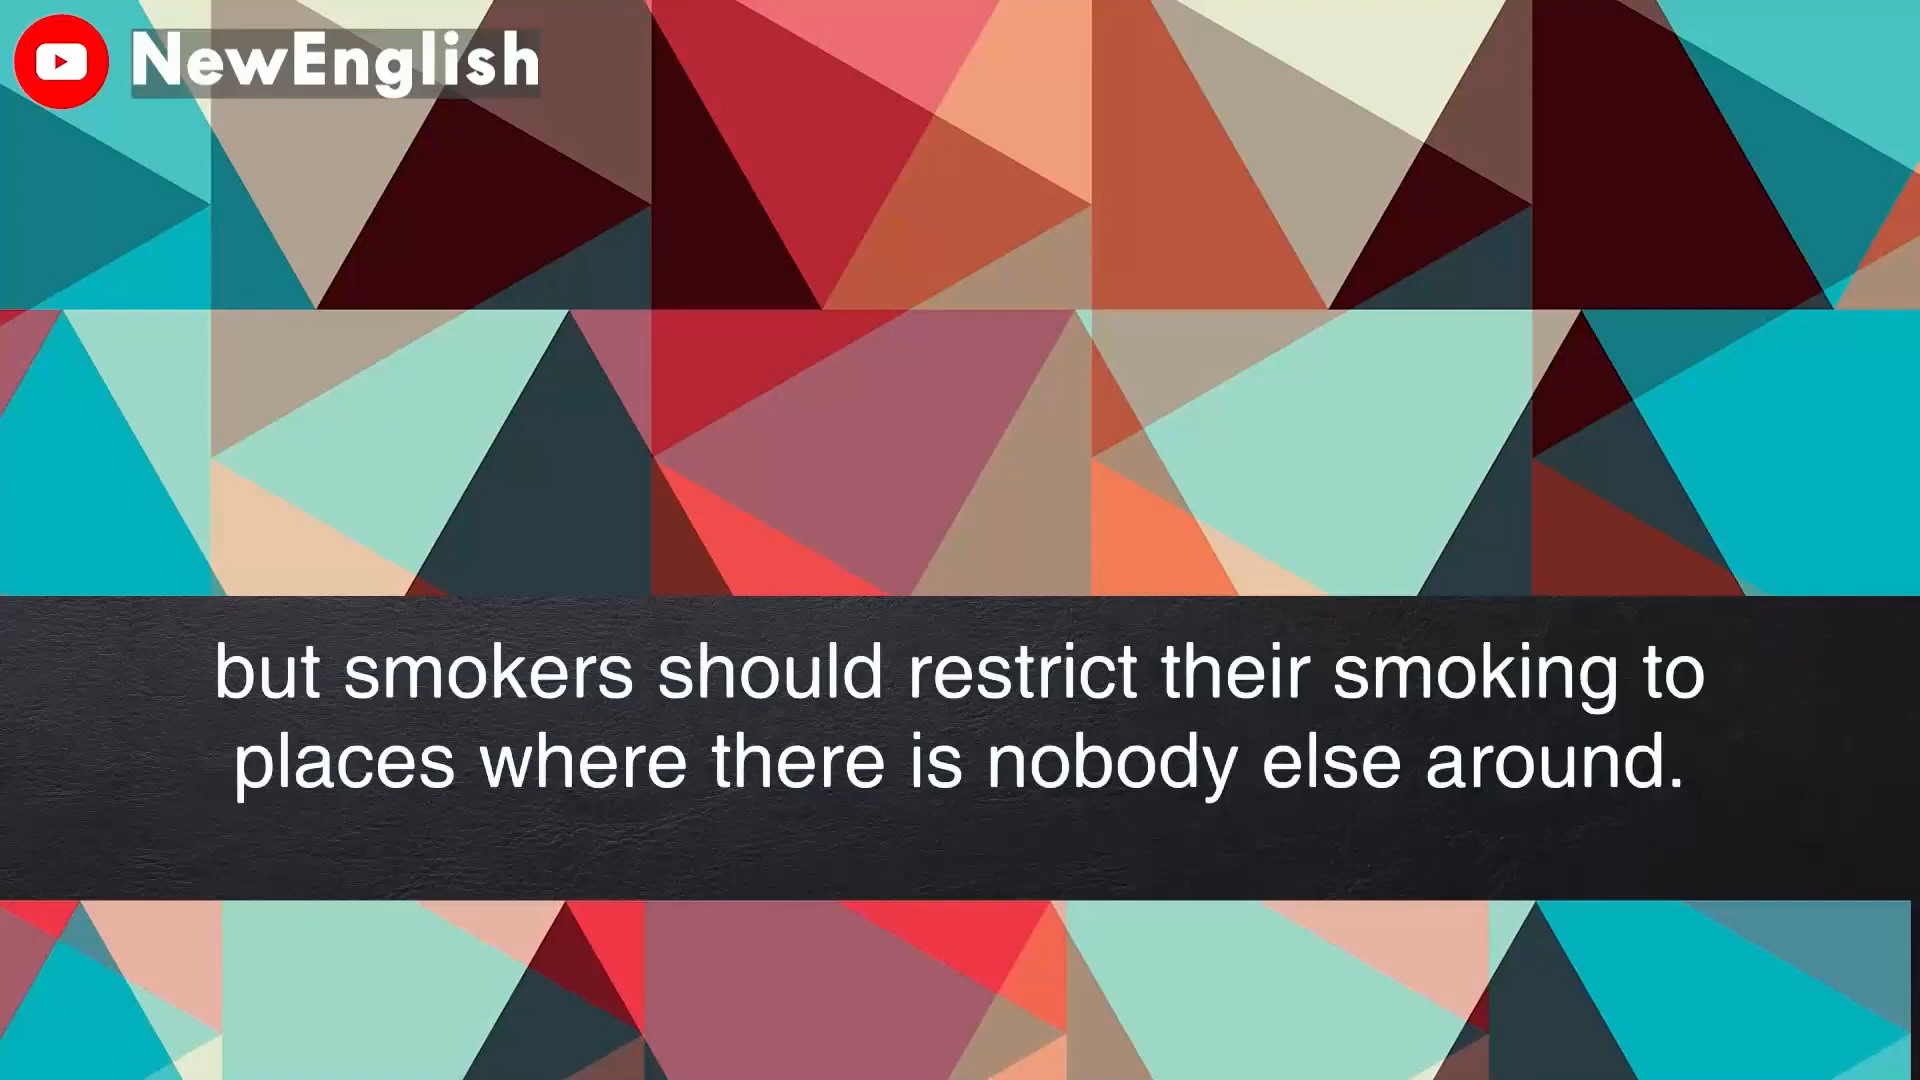 NewEnglish
but smokers should restrict their smoking to
places where there is nobody else around.